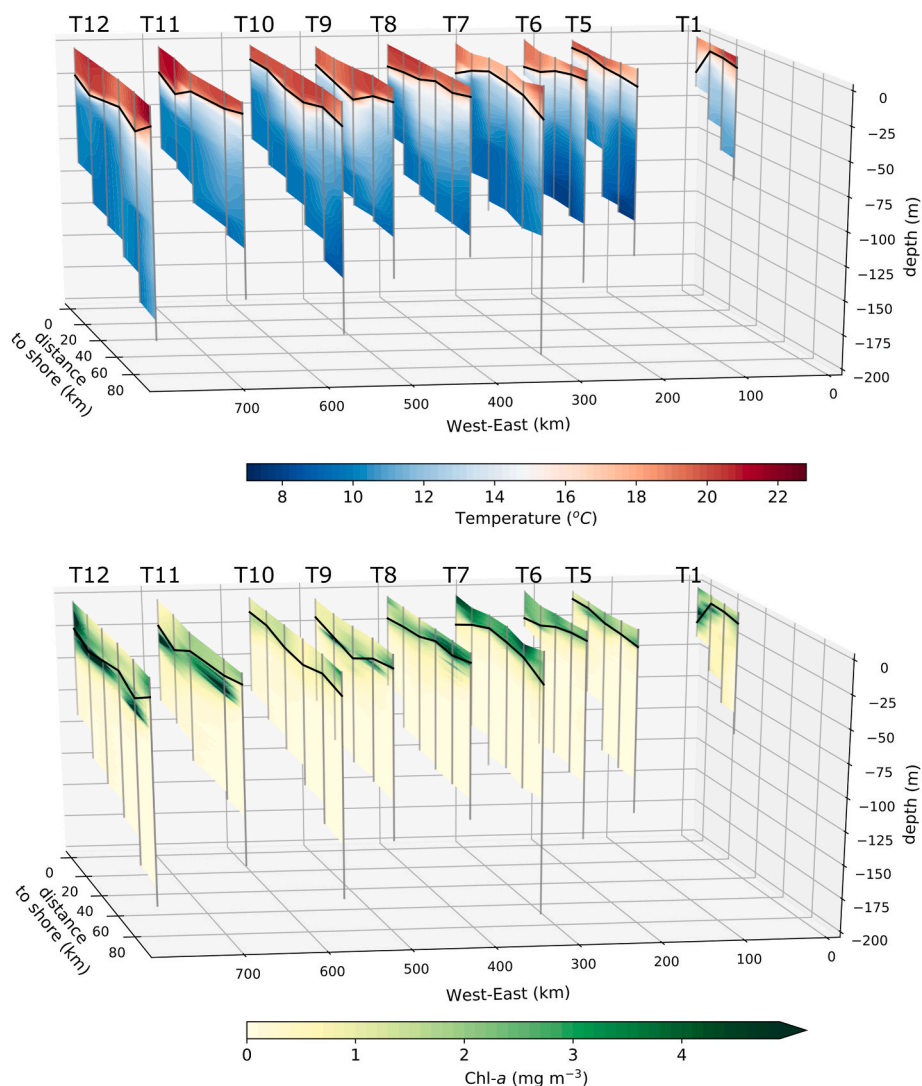 T12 T11 T10 T9 T8 T7 T6 T5 T1
0
−25
−50
−75
−100
−125
−150
−175
−200
depth (m)
0
20
40
60
80
distance
to shore (km)
700 600 500 400 300 200 100 0
West-East (km)
8 10 12 14 16 18 20 22
Temperature (°C)
T12 T11 T10 T9 T8 T7 T6 T5 T1
0
−25
−50
−75
−100
−125
−150
−175
−200
depth (m)
0
20
40
60
80
distance
to shore (km)
700 600 500 400 300 200 100 0
West-East (km)
0 1 2 3 4
Chl-a (mg m⁻³)